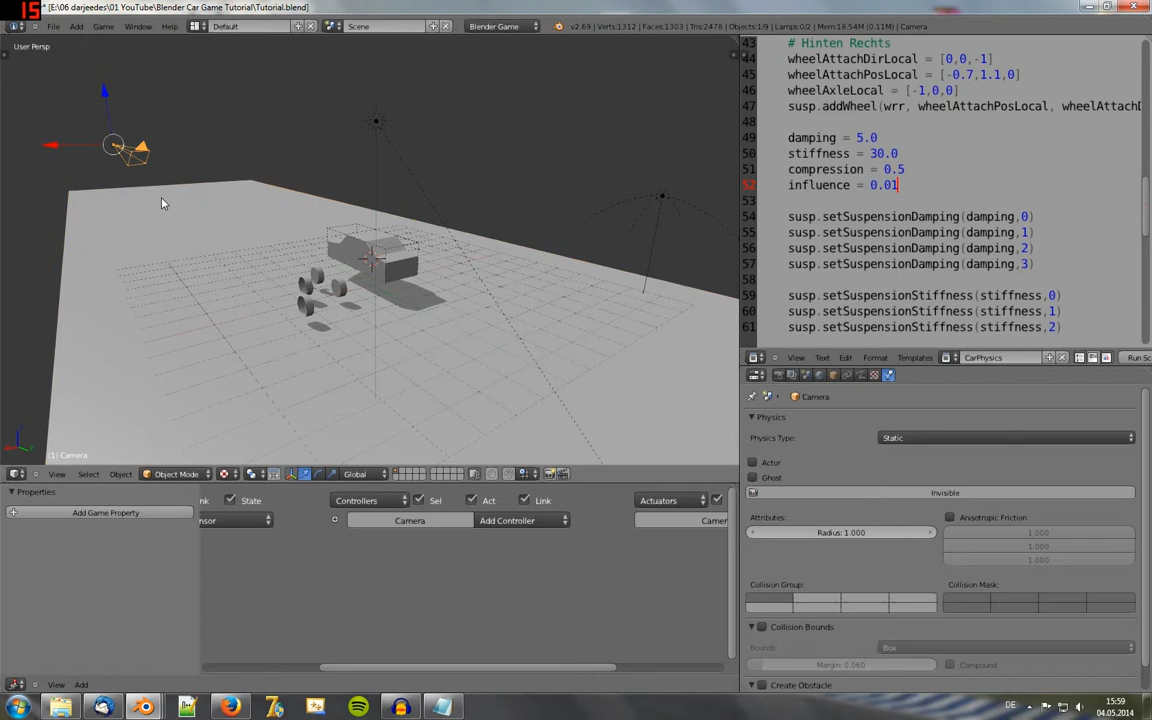 15
[E:\06 darjeedes\01 YouTube\Blender Car Game Tutorial\Tutorial.blend]
File Add Game Window Help Default Scene Blender Game v2.69 | Verts:1312 | Faces:1303 | Tris:2478 | Objects:1/9 | Lamps:0/2 | Mem:18.54M (0.11M) | Camera
User Persp
43 # Hinten Rechts
44 wheelAttachDirLocal = [0,0,-1]
45 wheelAttachPosLocal = [-0.7,1.1,0]
46 wheelAxleLocal = [-1,0,0]
47 susp.addWheel(wrr, wheelAttachPosLocal, wheelAttachD
48
49 damping = 5.0
50 stiffness = 30.0
51 compression = 0.5
52 influence = 0.01
53
54 susp.setSuspensionDamping(damping,0)
55 susp.setSuspensionDamping(damping,1)
56 susp.setSuspensionDamping(damping,2)
57 susp.setSuspensionDamping(damping,3)
58
59 susp.setSuspensionStiffness(stiffness,0)
60 susp.setSuspensionStiffness(stiffness,1)
61 susp.setSuspensionStiffness(stiffness,2)
View Text Edit Format Templates CarPhysics Run Sc
Camera
Physics
Physics Type: Static
Actor
Ghost
Invisible
Attributes: Anisotropic Friction
Radius: 1.000 1.000
1.000
1.000
Collision Group: Collision Mask:
Collision Bounds
Bounds: Box
Margin: 0.060 Compound
Create Obstacle
(1) Camera
View Select Object Object Mode Global
Properties
Add Game Property
nk State Controllers Sel Act Link Actuators
nsor Camera Add Controller Camer
View Add
DE 15:59
04.05.2014